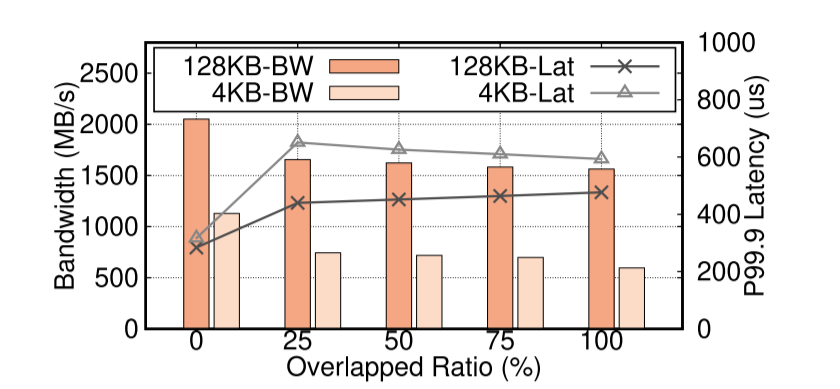 128KB-BW 128KB-Lat
4KB-BW 4KB-Lat
Bandwidth (MB/s)
2500
2000
1500
1000
500
0
1000
800
600
400
200
0
P99.9 Latency (us)
0 25 50 75 100
Overlapped Ratio (%)